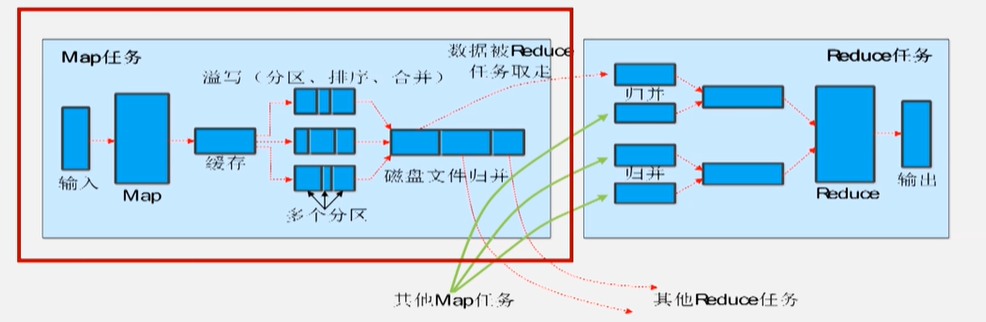 Map任务
数据被Reduce
任务取走
Reduce任务
溢写（分区、排序、合并）
归并
输入
Map
缓存
磁盘文件归并
多个分区
归并
Reduce
输出
其他Map任务
其他Reduce任务